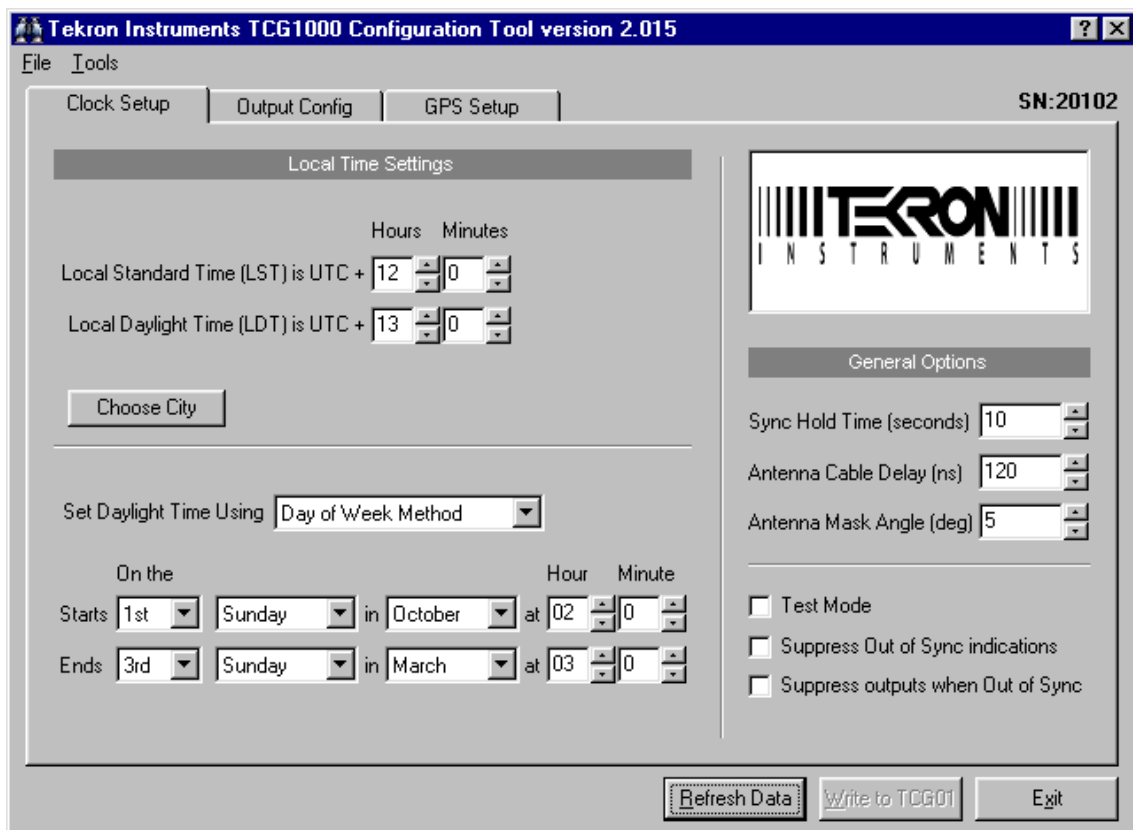 Tekron Instruments TCG1000 Configuration Tool version 2.015
File Tools
Clock Setup Output Config GPS Setup SN:20102
Local Time Settings
Hours Minutes
Local Standard Time (LST) is UTC + 12 0
Local Daylight Time (LDT) is UTC + 13 0
Choose City
Set Daylight Time Using Day of Week Method
On the Hour Minute
Starts 1st Sunday in October at 02 0
Ends 3rd Sunday in March at 03 0
TEKRON
INSTRUMENTS
General Options
Sync Hold Time (seconds) 10
Antenna Cable Delay (ns) 120
Antenna Mask Angle (deg) 5
Test Mode
Suppress Out of Sync indications
Suppress outputs when Out of Sync
Refresh Data Write to TCG01 Exit